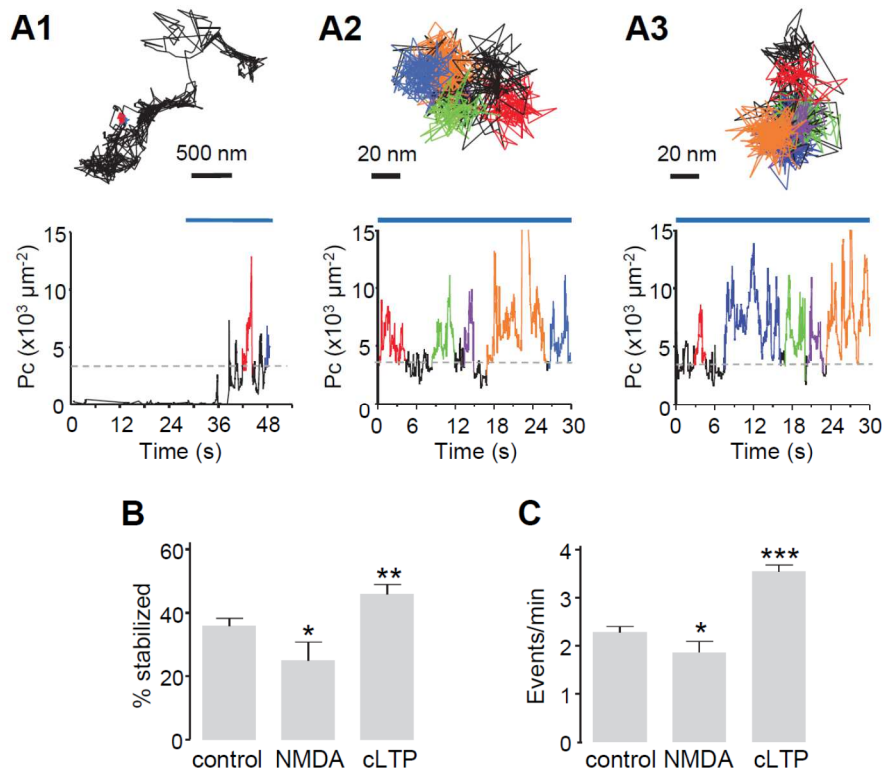 A1
A2
A3
500 nm
20 nm
20 nm
Pc (x10³ µm⁻²)
15
10
5
0
0 12 24 36 48
Time (s)
Pc (x10³ µm⁻²)
15
10
5
0
0 6 12 18 24 30
Time (s)
Pc (x10³ µm⁻²)
15
10
5
0
0 6 12 18 24 30
Time (s)
B
% stabilized
60
40
20
0
*
**
control NMDA cLTP
C
Events/min
4
3
2
1
0
*
***
control NMDA cLTP